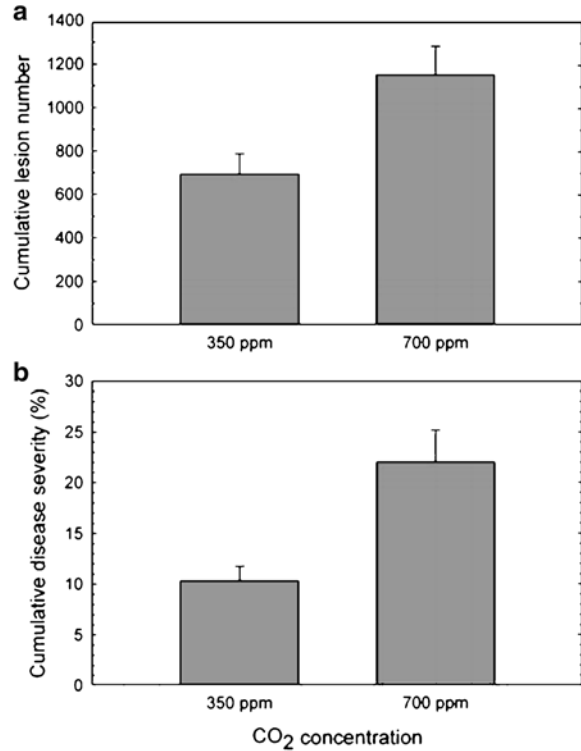 a
Cumulative lesion number
1400
1200
1000
800
600
400
200
0
350 ppm 700 ppm
b
Cumulative disease severity (%)
30
25
20
15
10
5
0
350 ppm 700 ppm
CO2 concentration